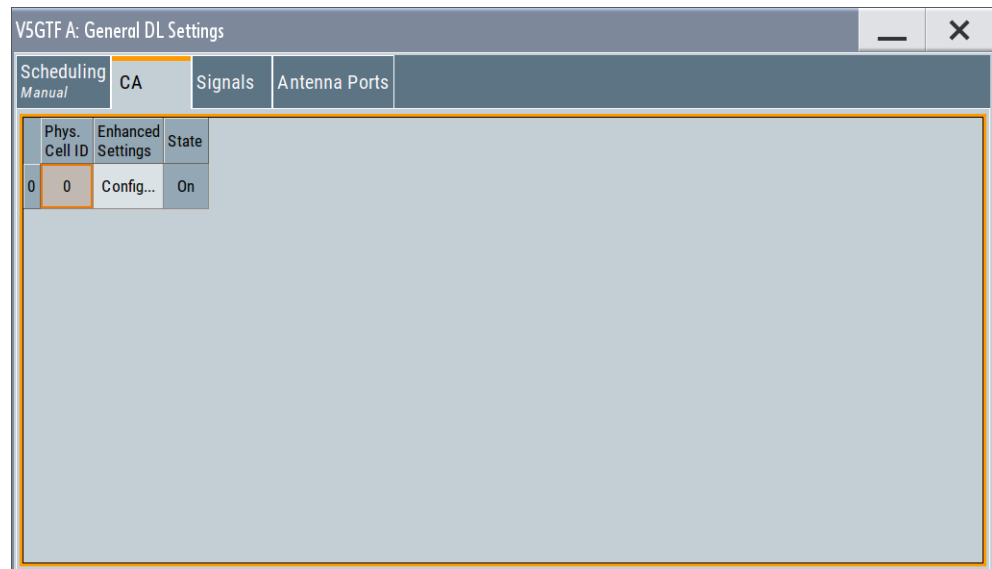 V5GTF A: General DL Settings
Scheduling
Manual
CA
Signals
Antenna Ports
Phys. Cell ID
Enhanced Settings
State
0
0
Config...
On